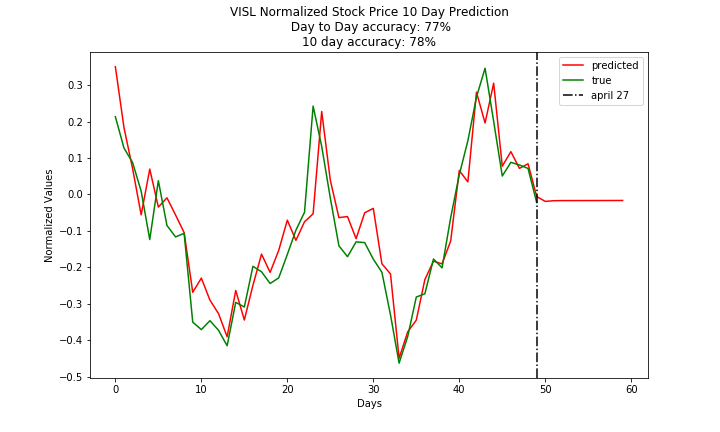 VISL Normalized Stock Price 10 Day Prediction
Day to Day accuracy: 77%
10 day accuracy: 78%
predicted
true
april 27
Normalized Values
0.3
0.2
0.1
0.0
−0.1
−0.2
−0.3
−0.4
−0.5
0 10 20 30 40 50 60
Days